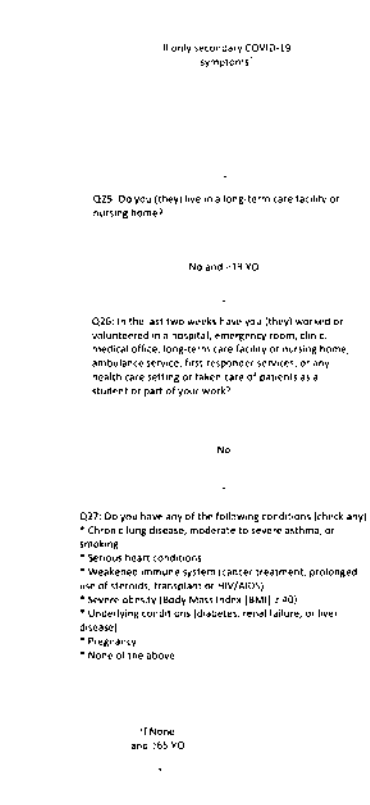 If only secondary COVID-19
symptoms*
Q25: Do you (they) live in a long-term care facility or
nursing home?
No and
YO
Q26: In the last two weeks have you (they) worked or
volunteered in a hospital, emergency room, clinic,
medical office, long-term care facility or nursing home,
ambulance service, first responder services, or any
health care setting or taken care of patients as a
student or part of your work?
No
Q27: Do you have any of the following conditions [check any]
* Chronic lung disease, moderate to severe asthma, or
smoking
* Serious heart conditions
* Weakened immune system (cancer treatment, prolonged
use of steroids, transplant or HIV/AIDS)
* Severe obesity [Body Mass Index [BMI] ≥ 40)
* Underlying conditions [diabetes, renal failure, or liver
disease]
* Pregnancy
* None of the above
If None
and
65 YO